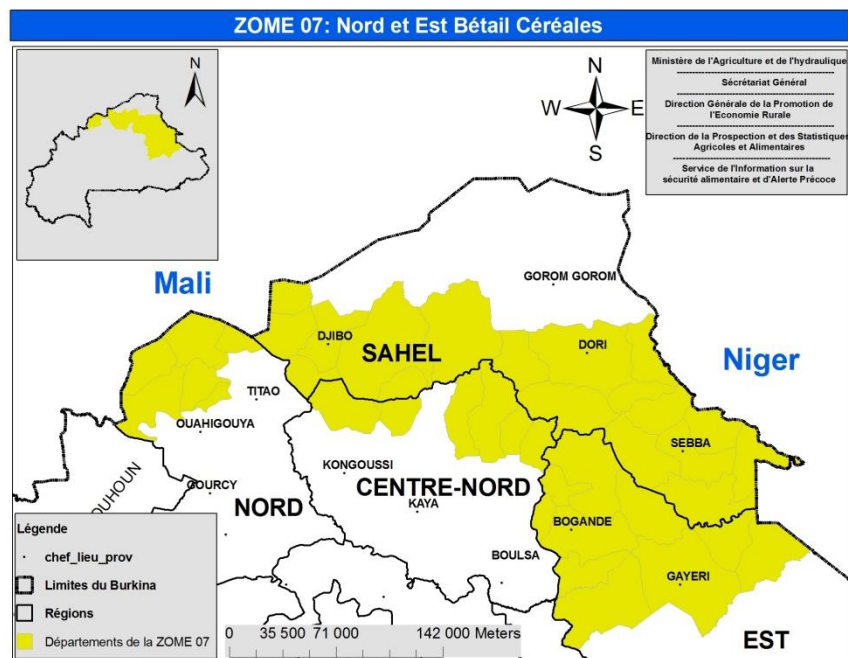 ZOME 07: Nord et Est Bétail Céréales
N
N
W
E
S
Ministère de l'Agriculture et de l'hydraulique
Sécrétariat Général
Direction Générale de la Promotion de
l'Economie Rurale
Direction de la Prospection et des Statistiques
Agricoles et Alimentaires
Service de l'Information sur la
sécurité alimentaire et d'Alerte Précoce
Mali
GOROM GOROM
DJIBO
SAHEL
DORI
Niger
TITAO
OUAHIGOUYA
SEBBA
KONGOUSSI
CENTRE-NORD
OUHOUN
GOURCY
NORD
KAYA
BOGANDE
BOULSA
GAYERI
EST
Légende
chef_lieu_prov
Limites du Burkina
Régions
Départements de la ZOME 07
0 35 500 71 000 142 000 Meters